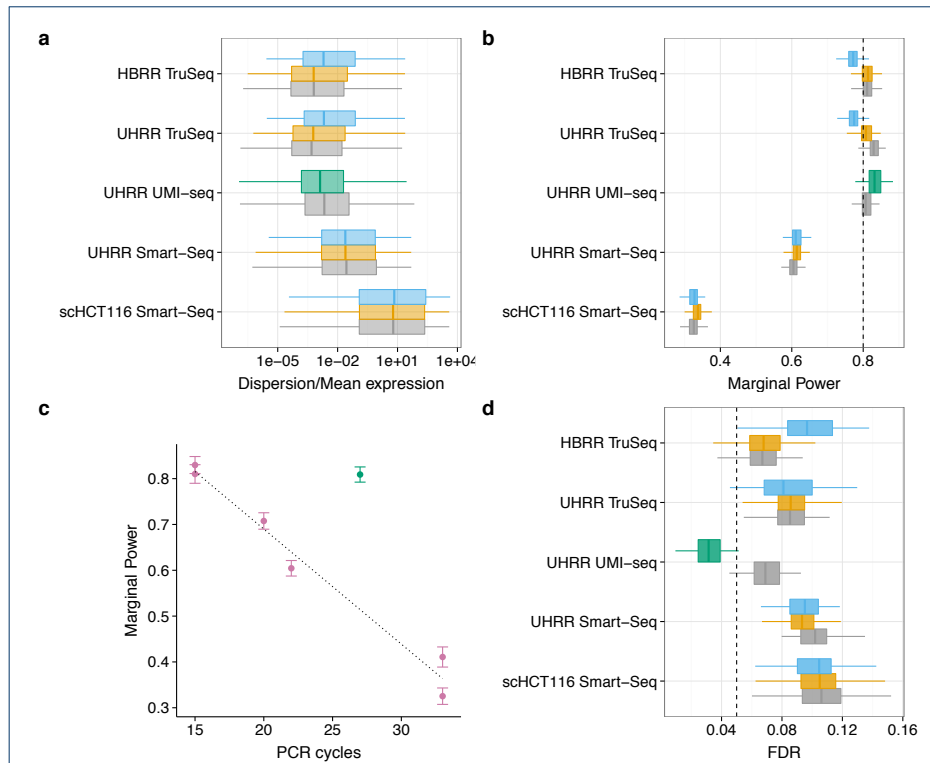 a
HBRR TruSeq
UHRR TruSeq
UHRR UMI−seq
UHRR Smart−Seq
scHCT116 Smart−Seq
1e−05 1e−02 1e+01 1e+04
Dispersion/Mean expression
b
HBRR TruSeq
UHRR TruSeq
UHRR UMI−seq
UHRR Smart−Seq
scHCT116 Smart−Seq
0.4 0.6 0.8
Marginal Power
c
Marginal Power
0.8
0.7
0.6
0.5
0.4
0.3
15 20 25 30
PCR cycles
d
HBRR TruSeq
UHRR TruSeq
UHRR UMI−seq
UHRR Smart−Seq
scHCT116 Smart−Seq
0.04 0.08 0.12 0.16
FDR